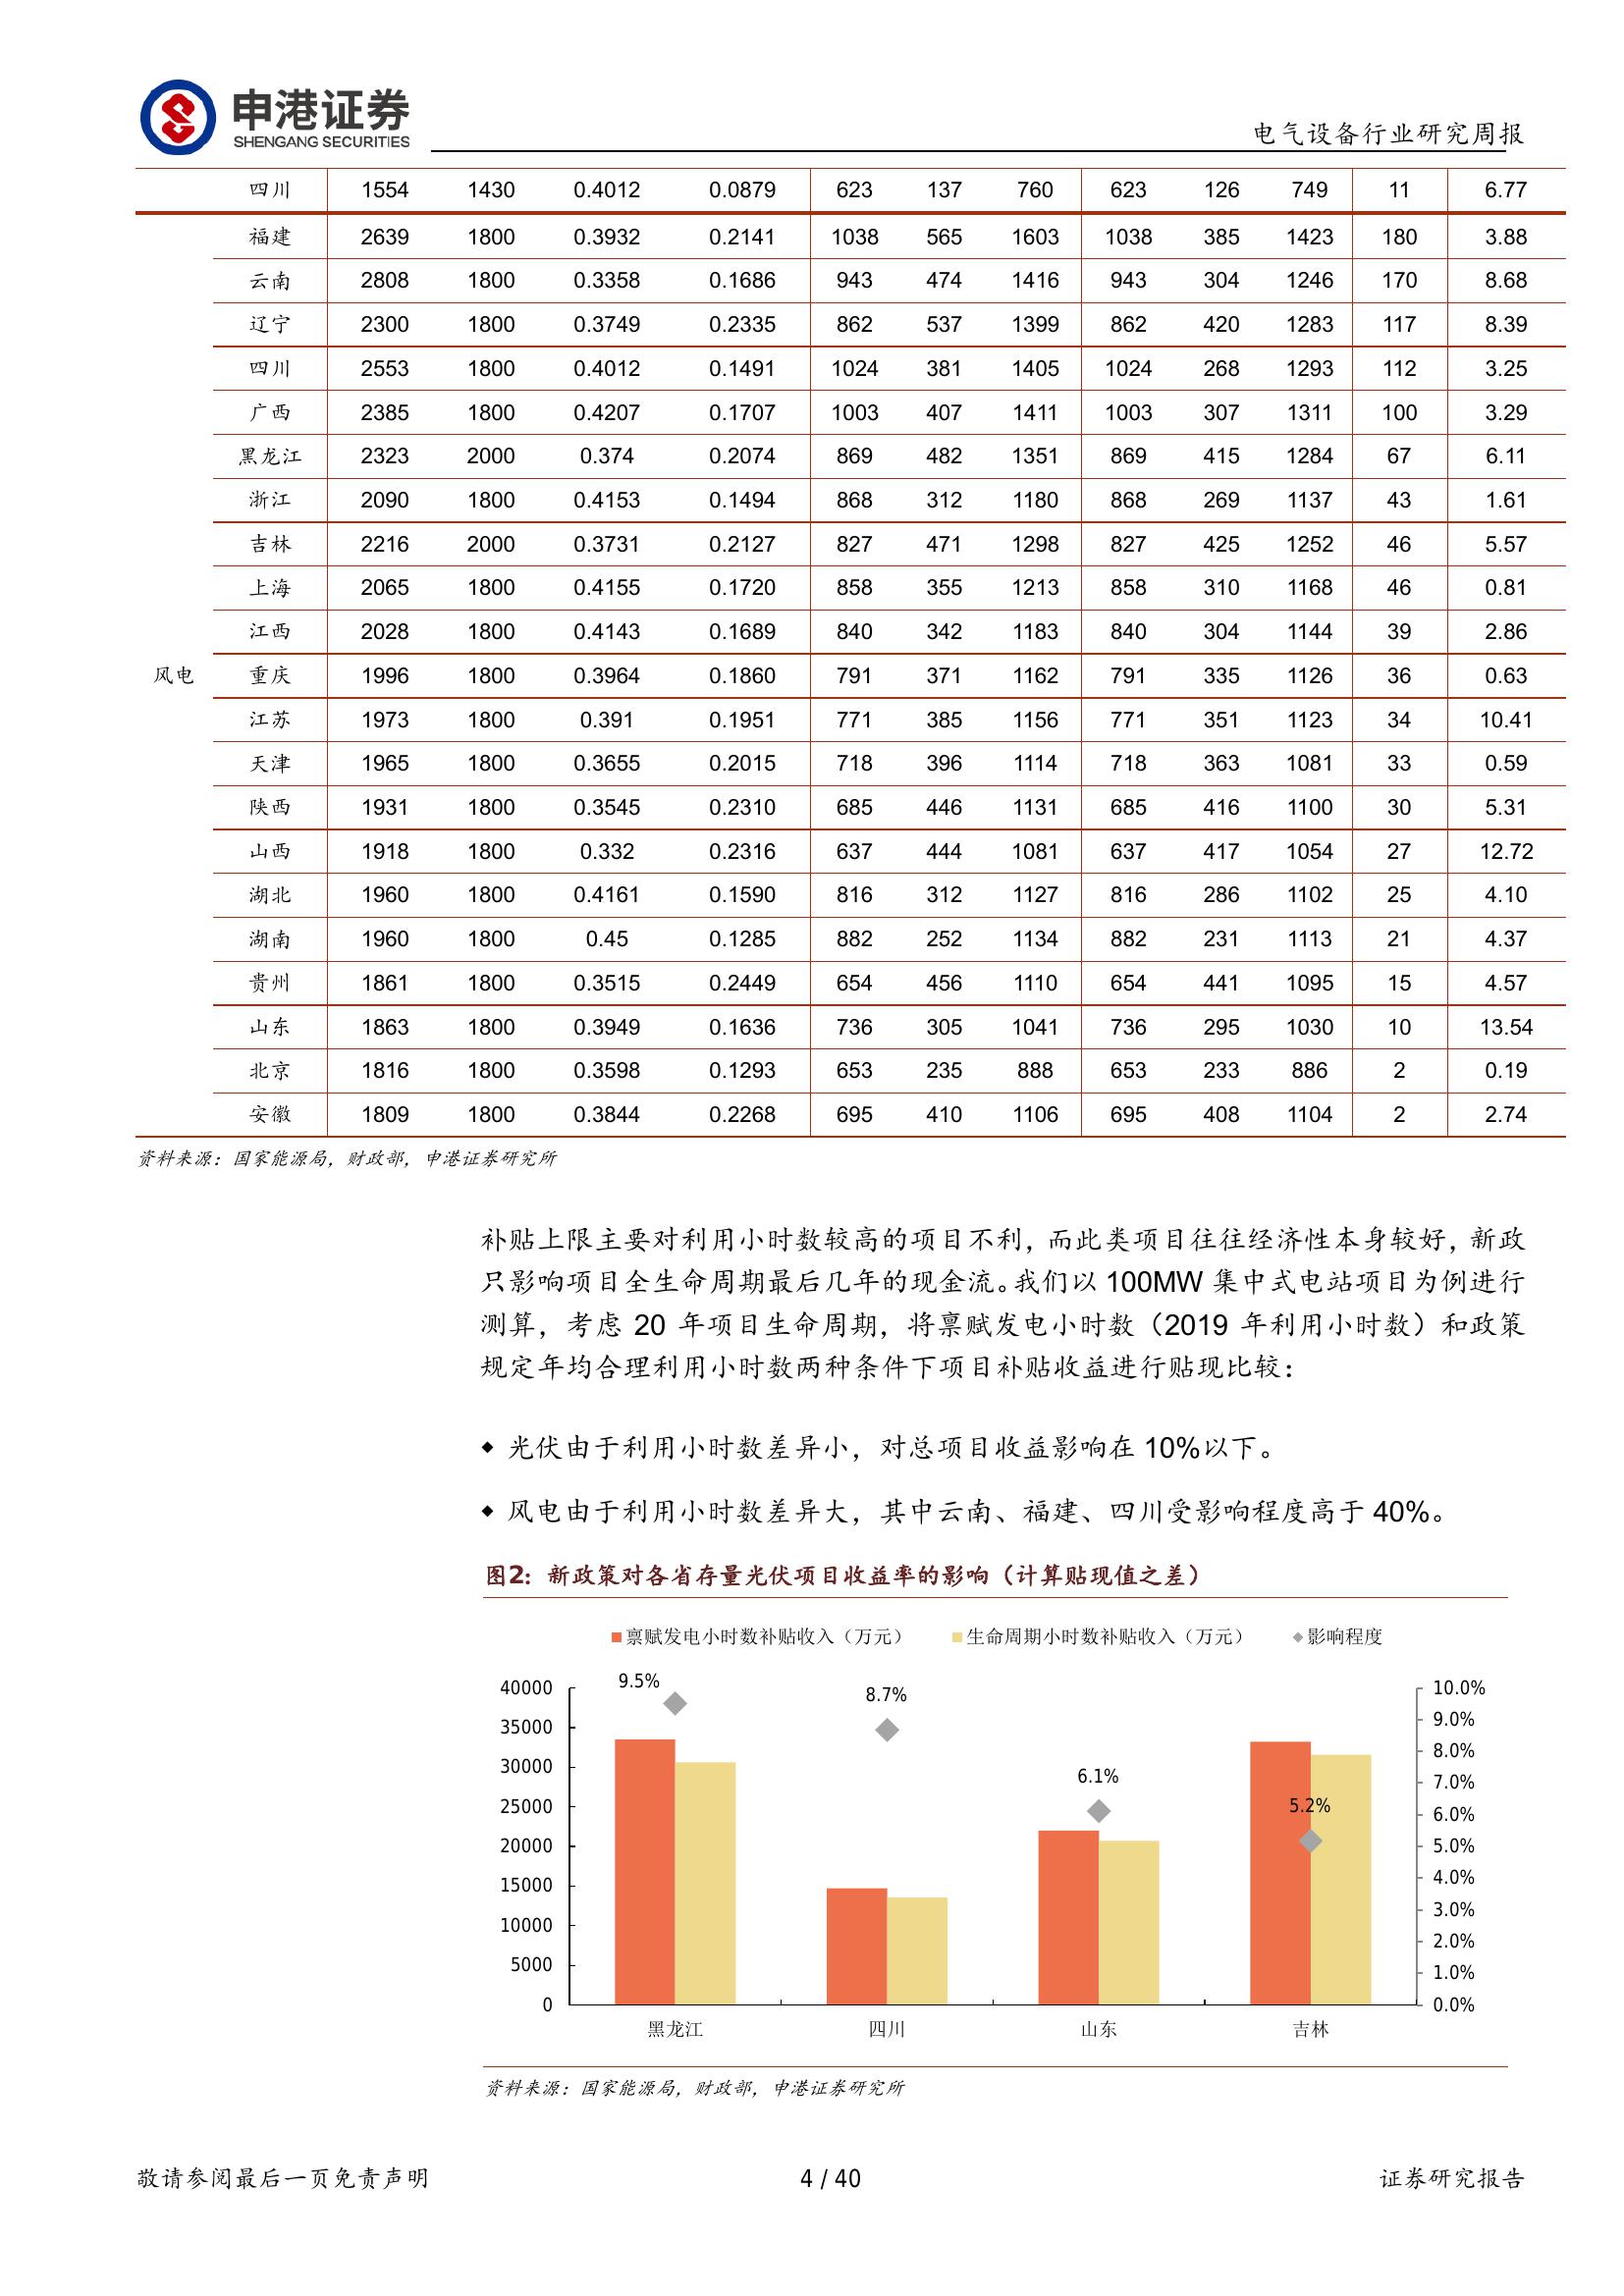 申港证券
SHENGANG SECURITIES
电气设备行业研究周报
四川 1554 1430 0.4012 0.0879 623 137 760 623 126 749 11 6.77
福建 2639 1800 0.3932 0.2141 1038 565 1603 1038 385 1423 180 3.88
云南 2808 1800 0.3358 0.1686 943 474 1416 943 304 1246 170 8.68
辽宁 2300 1800 0.3749 0.2335 862 537 1399 862 420 1283 117 8.39
四川 2553 1800 0.4012 0.1491 1024 381 1405 1024 268 1293 112 3.25
广西 2385 1800 0.4207 0.1707 1003 407 1411 1003 307 1311 100 3.29
黑龙江 2323 2000 0.374 0.2074 869 482 1351 869 415 1284 67 6.11
浙江 2090 1800 0.4153 0.1494 868 312 1180 868 269 1137 43 1.61
吉林 2216 2000 0.3731 0.2127 827 471 1298 827 425 1252 46 5.57
上海 2065 1800 0.4155 0.1720 858 355 1213 858 310 1168 46 0.81
江西 2028 1800 0.4143 0.1689 840 342 1183 840 304 1144 39 2.86
风电 重庆 1996 1800 0.3964 0.1860 791 371 1162 791 335 1126 36 0.63
江苏 1973 1800 0.391 0.1951 771 385 1156 771 351 1123 34 10.41
天津 1965 1800 0.3655 0.2015 718 396 1114 718 363 1081 33 0.59
陕西 1931 1800 0.3545 0.2310 685 446 1131 685 416 1100 30 5.31
山西 1918 1800 0.332 0.2316 637 444 1081 637 417 1054 27 12.72
湖北 1960 1800 0.4161 0.1590 816 312 1127 816 286 1102 25 4.10
湖南 1960 1800 0.45 0.1285 882 252 1134 882 231 1113 21 4.37
贵州 1861 1800 0.3515 0.2449 654 456 1110 654 441 1095 15 4.57
山东 1863 1800 0.3949 0.1636 736 305 1041 736 295 1030 10 13.54
北京 1816 1800 0.3598 0.1293 653 235 888 653 233 886 2 0.19
安徽 1809 1800 0.3844 0.2268 695 410 1106 695 408 1104 2 2.74
资料来源：国家能源局，财政部，申港证券研究所
补贴上限主要对利用小时数较高的项目不利，而此类项目往往经济性本身较好，新政
只影响项目全生命周期最后几年的现金流。我们以 100MW 集中式电站项目为例进行
测算，考虑 20 年项目生命周期，将禀赋发电小时数（2019 年利用小时数）和政策
规定年均合理利用小时数两种条件下项目补贴收益进行贴现比较：
◆ 光伏由于利用小时数差异小，对总项目收益影响在 10%以下。
◆ 风电由于利用小时数差异大，其中云南、福建、四川受影响程度高于 40%。
图2：新政策对各省存量光伏项目收益率的影响（计算贴现值之差）
禀赋发电小时数补贴收入（万元） 生命周期小时数补贴收入（万元） 影响程度
9.5% 8.7% 6.1% 5.2%
40000 10.0%
35000 9.0%
30000 8.0%
25000 7.0%
20000 6.0%
15000 5.0%
10000 4.0%
5000 3.0%
0 2.0%
1.0%
0.0%
黑龙江 四川 山东 吉林
资料来源：国家能源局，财政部，申港证券研究所
敬请参阅最后一页免责声明 4 / 40 证券研究报告